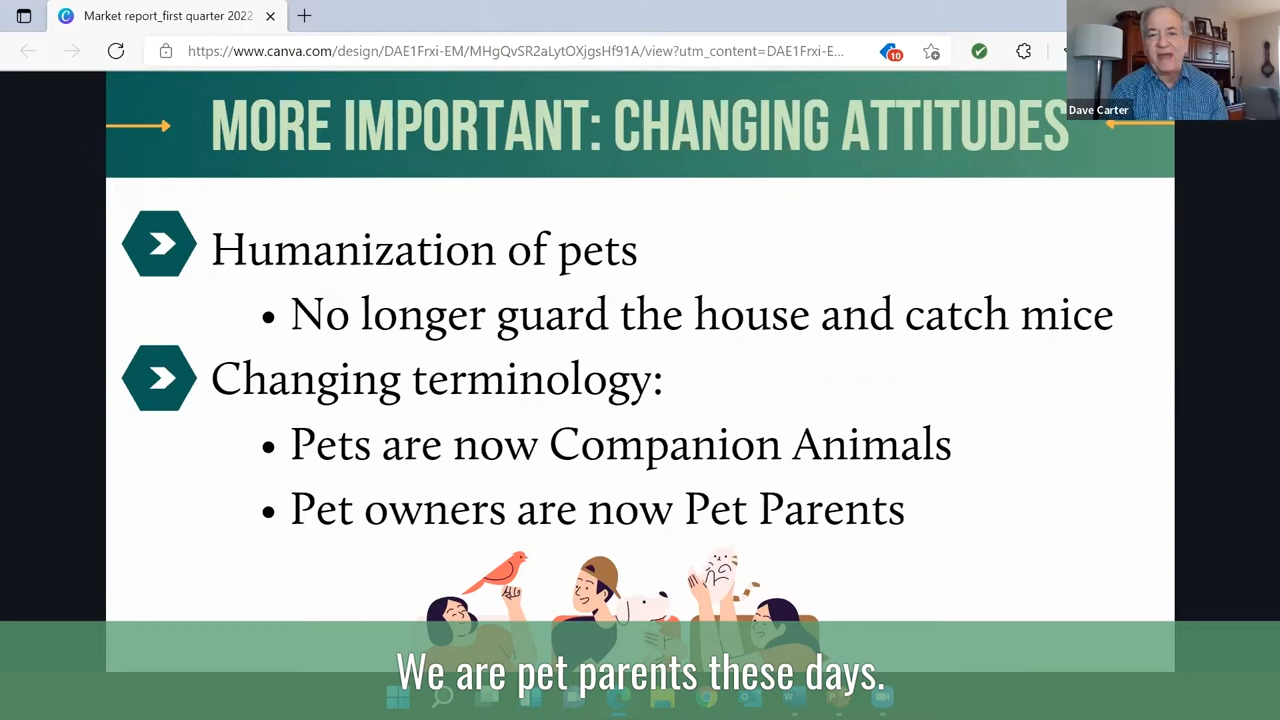 Market report_first quarter 2022
https://www.canva.com/design/DAE1Frxi-EM/MHgQvSR2aLytOXjgsHf91A/view?utm_content=DAE1Frxi-E...
10
Dave Carter
MORE IMPORTANT: CHANGING ATTITUDES
Humanization of pets
• No longer guard the house and catch mice
Changing terminology:
• Pets are now Companion Animals
• Pet owners are now Pet Parents
We are pet parents these days.